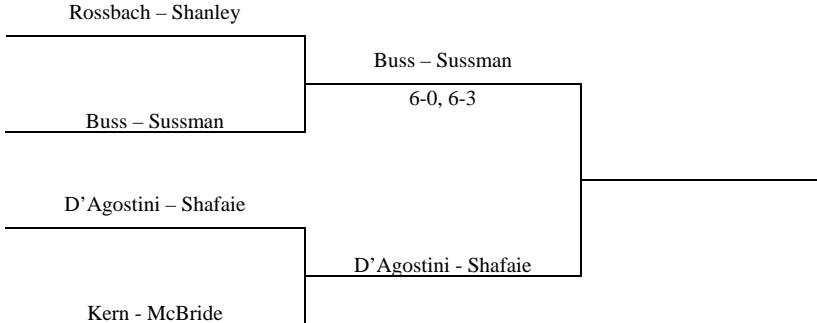 Rossbach – Shanley
Buss – Sussman
6-0, 6-3
Buss – Sussman
D’Agostini – Shafaie
D’Agostini - Shafaie
Kern - McBride